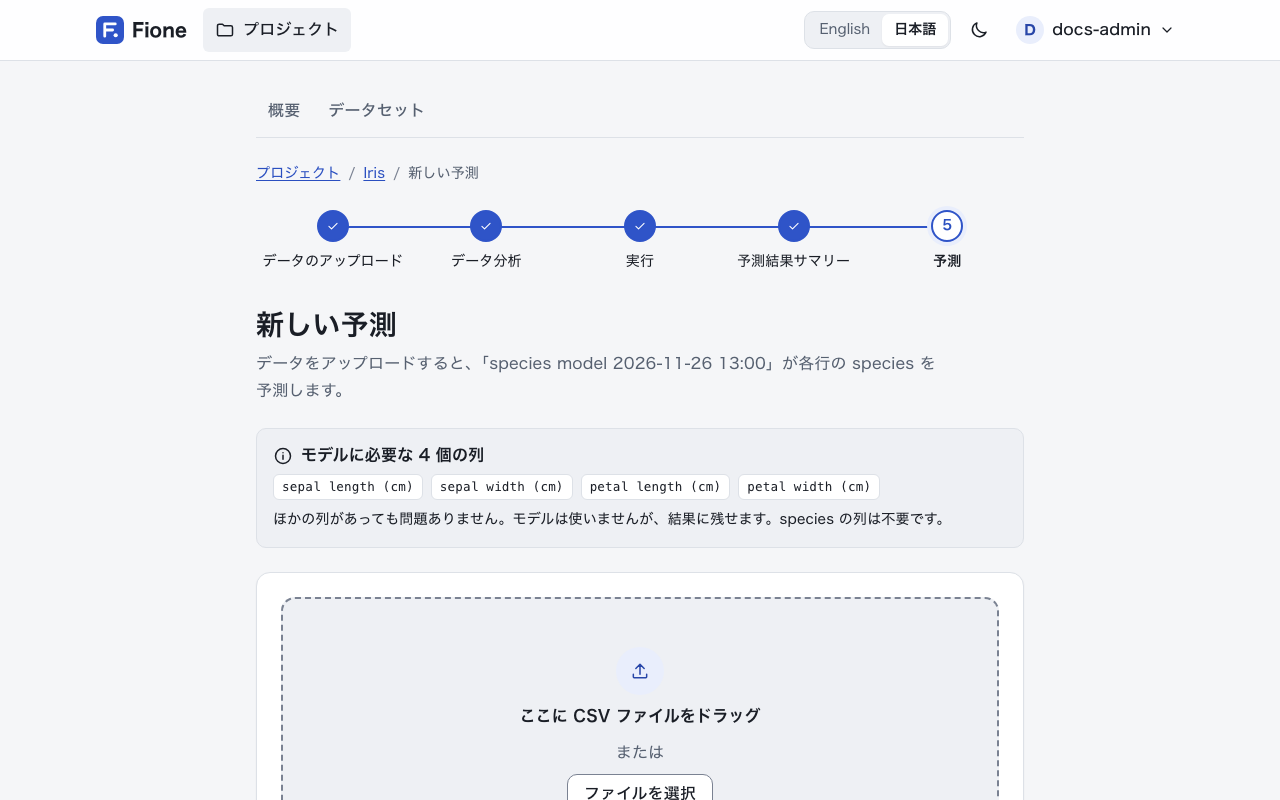 Fione
プロジェクト
English
日本語
D
docs-admin
概要
データセット
プロジェクト / Iris / 新しい予測
5
データのアップロード
データ分析
実行
予測結果サマリー
予測
新しい予測
データをアップロードすると、「species model 2026-11-26 13:00」が各行の species を
予測します。
モデルに必要な 4 個の列
sepal length (cm)
sepal width (cm)
petal length (cm)
petal width (cm)
ほかの列があっても問題ありません。モデルは使いませんが、結果に残せます。species の列は不要です。
ここに CSV ファイルをドラッグ
または
ファイルを選択